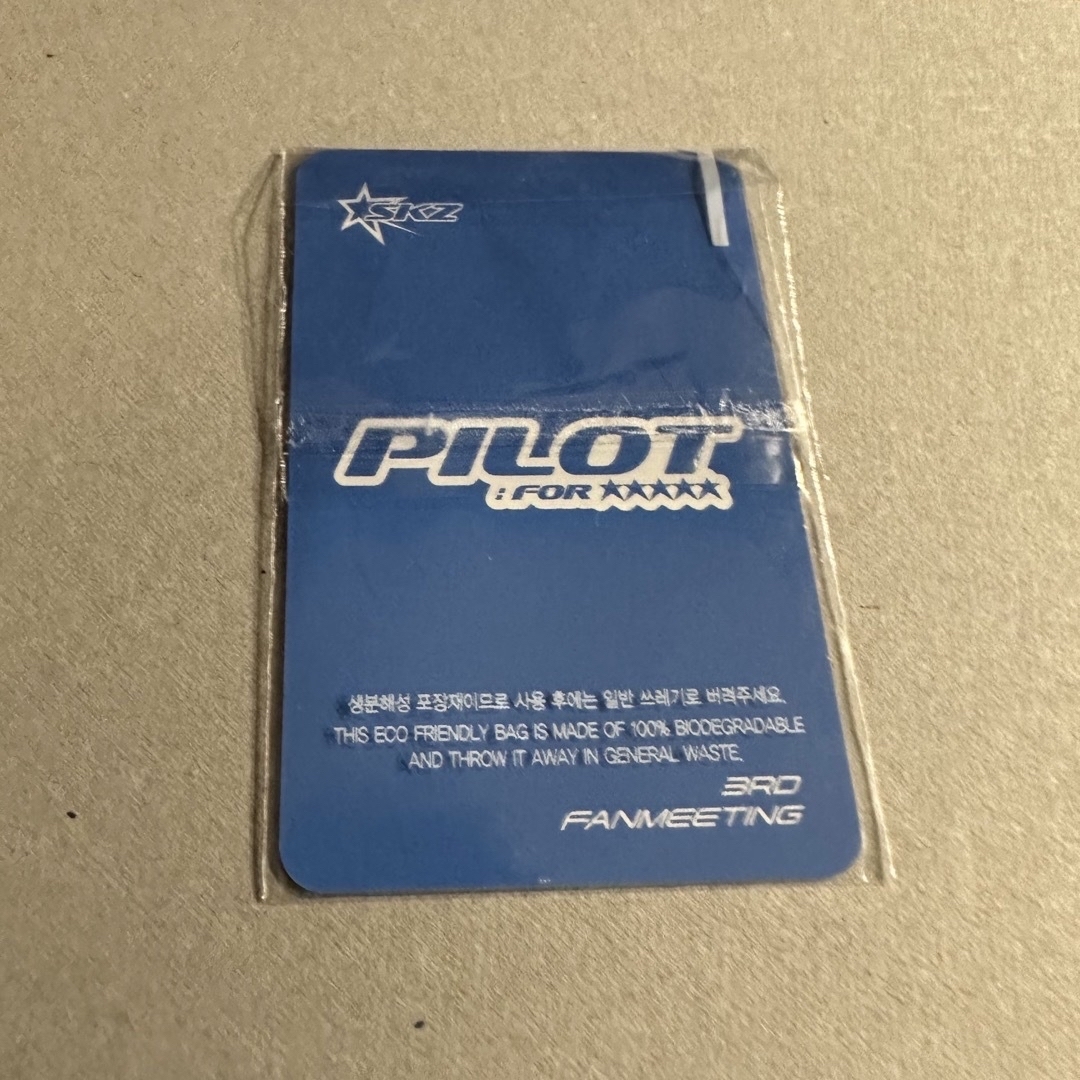 SKZ
PILOT
: FOR ★★★★★
생분해성 포장재이므로 사용 후에는 일반 쓰레기로 버려주세요.
THIS ECO FRIENDLY BAG IS MADE OF 100% BIODEGRADABLE
AND THROW IT AWAY IN GENERAL WASTE.
3RD
FANMEETING